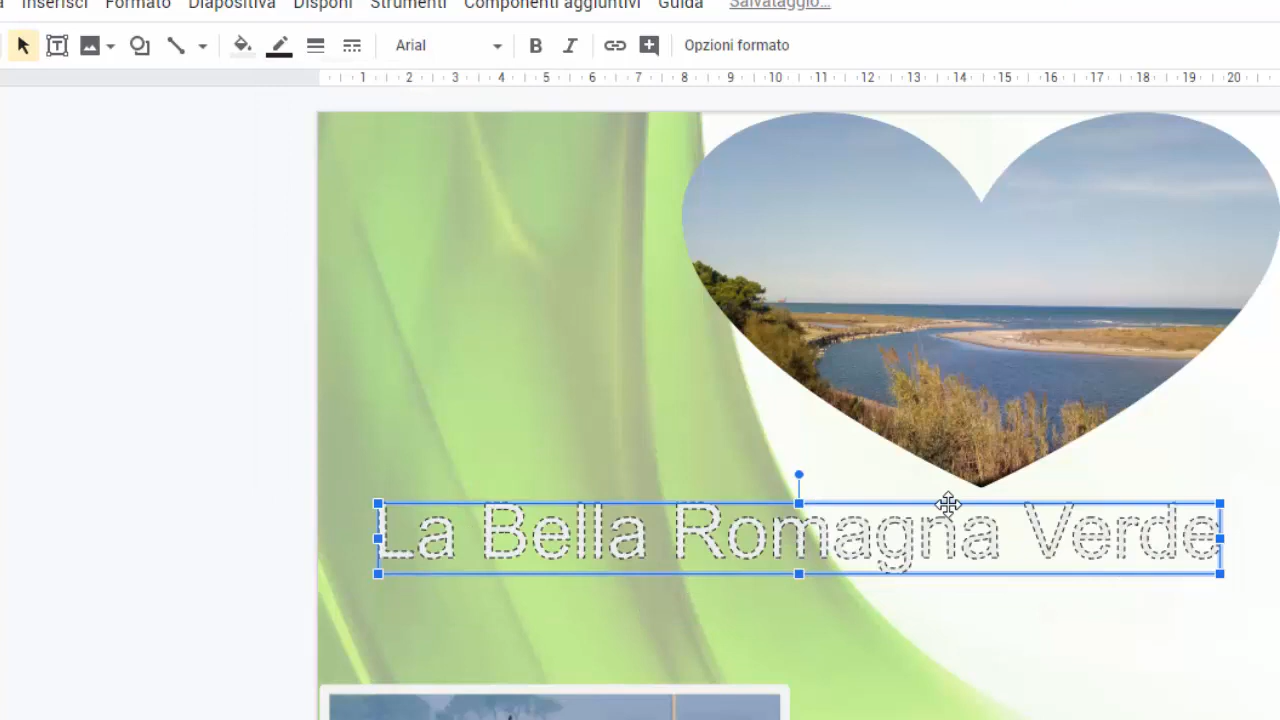 Inserisci Formato Diapositiva Disponi Strumenti Componenti aggiuntivi Guida Salvataggio...
Arial B I Opzioni formato
1 2 3 4 5 6 7 8 9 10 11 12 13 14 15 16 17 18 19 20
La Bella Romagna Verde